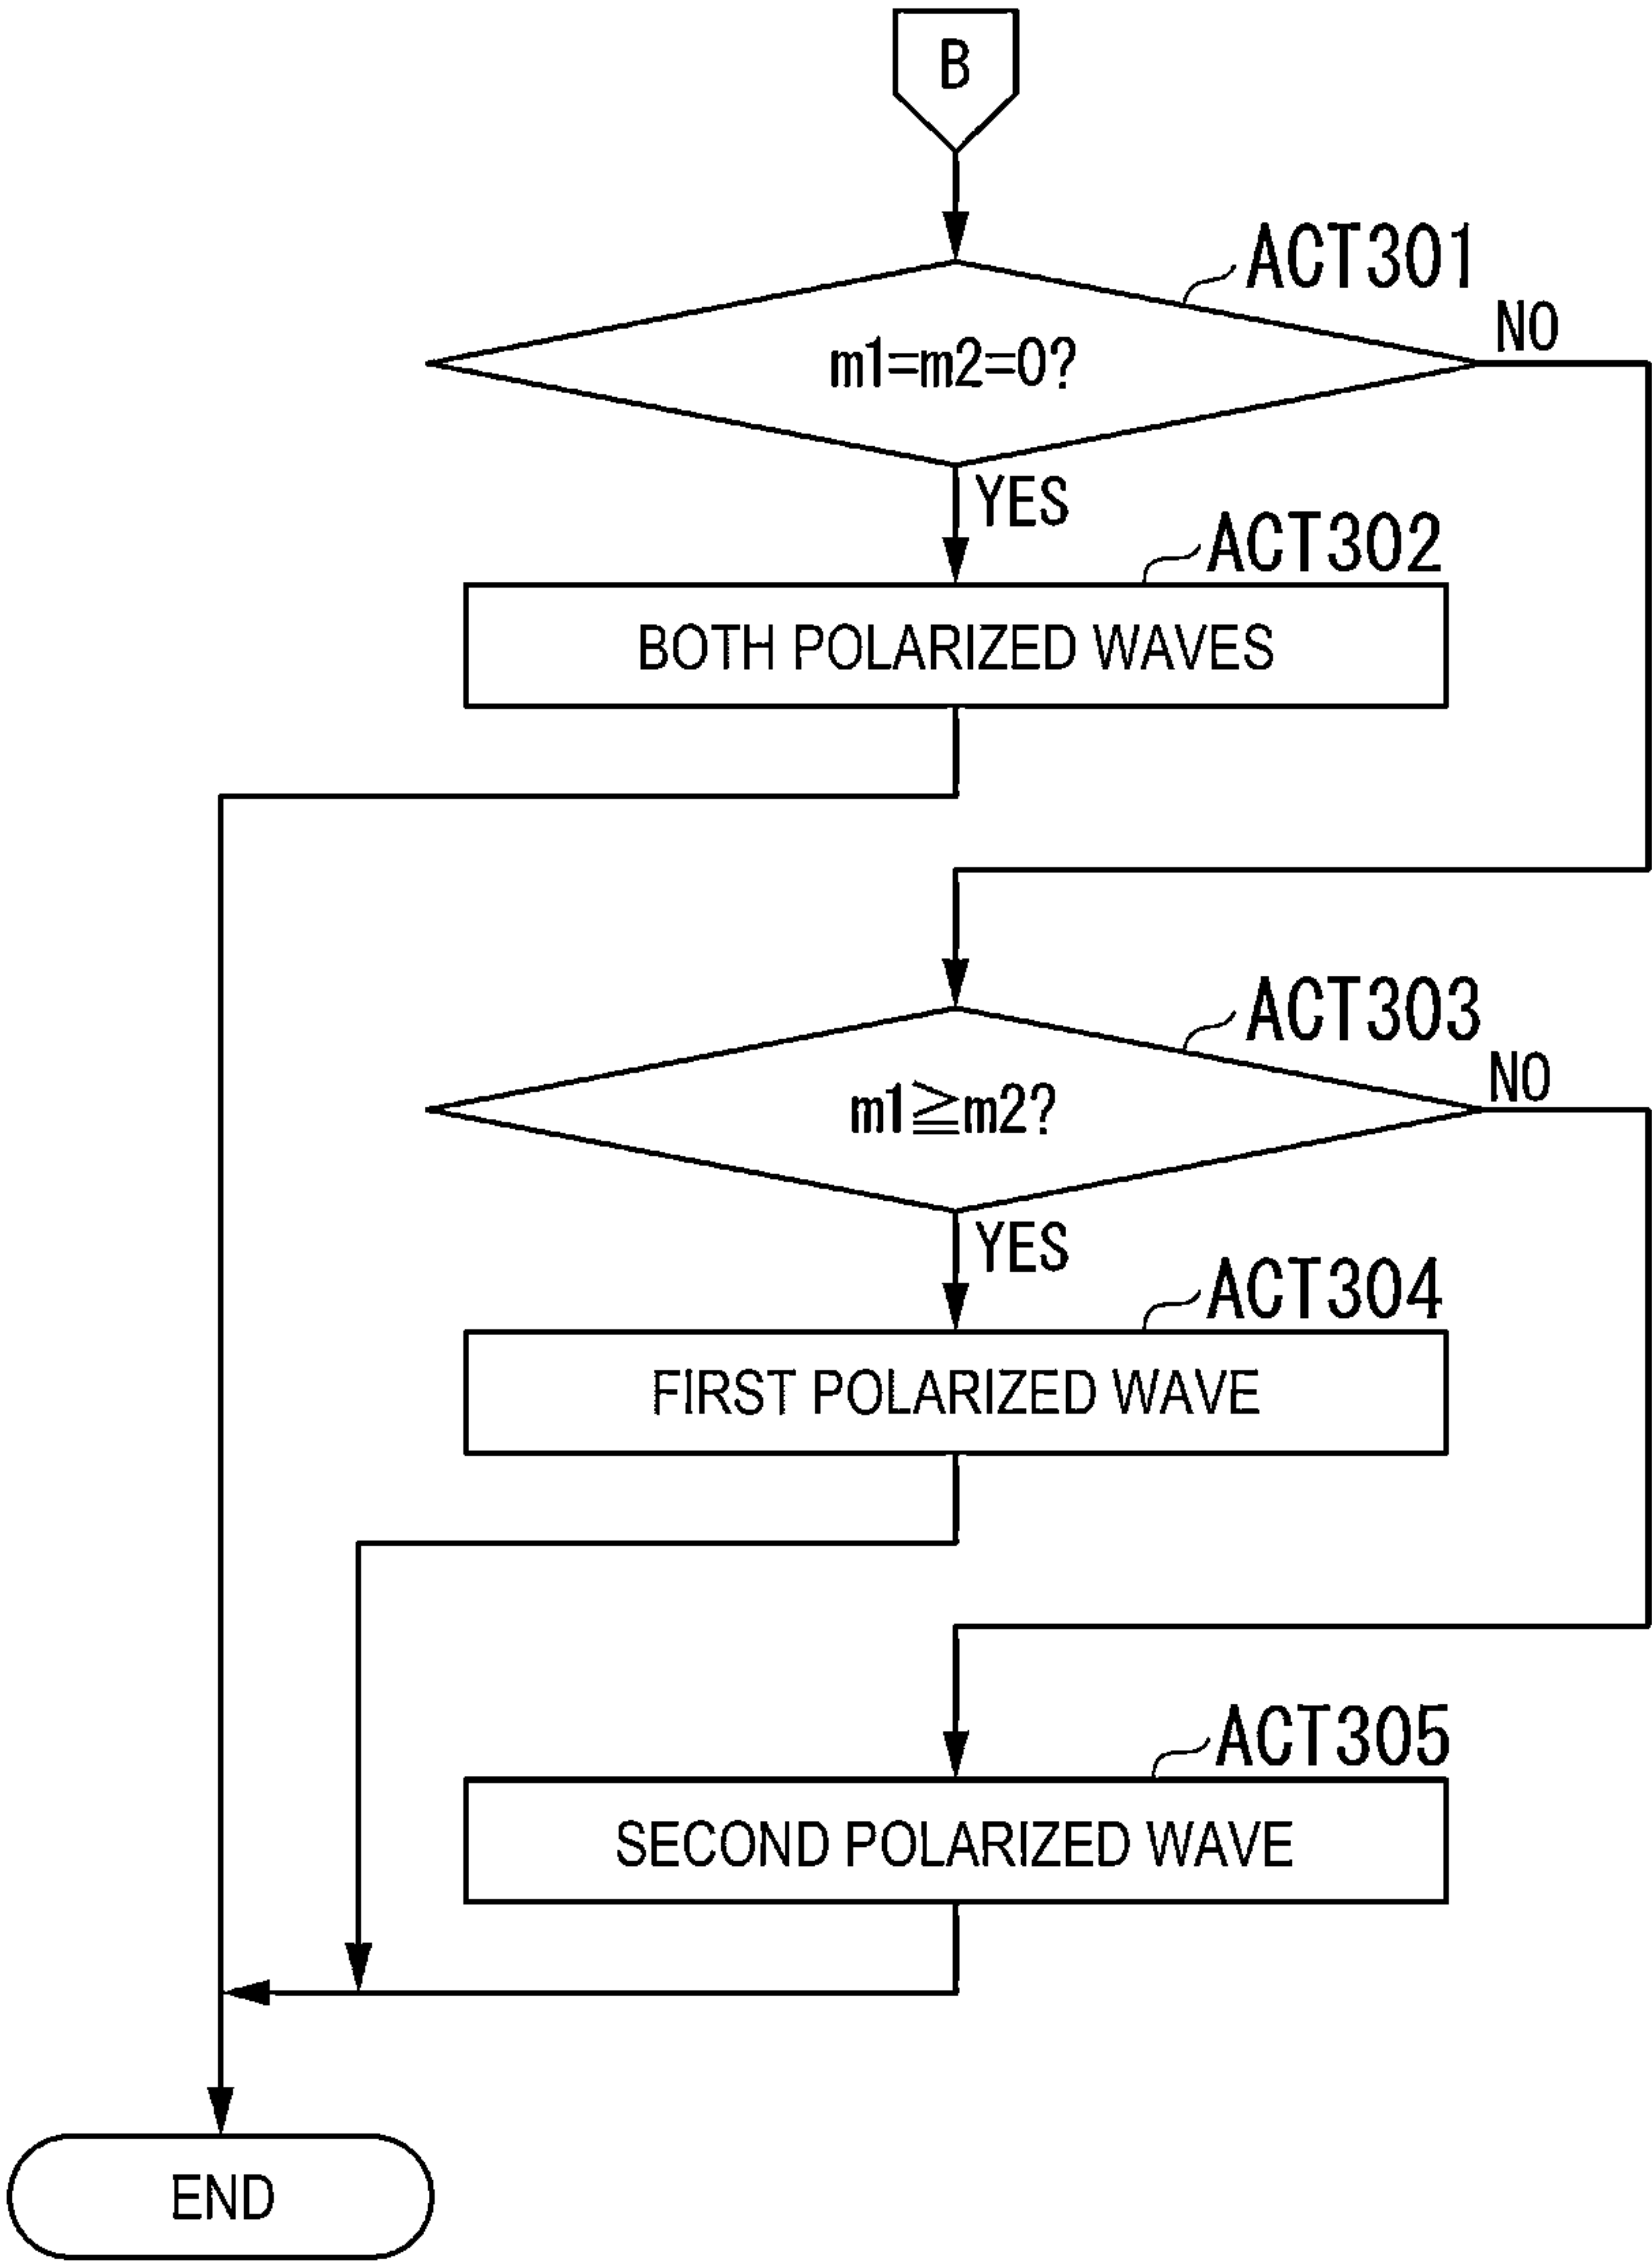 B
ACT301
m1=m2=0?
NO
YES
ACT302
BOTH POLARIZED WAVES
ACT303
m1≧m2?
NO
YES
ACT304
FIRST POLARIZED WAVE
ACT305
SECOND POLARIZED WAVE
END